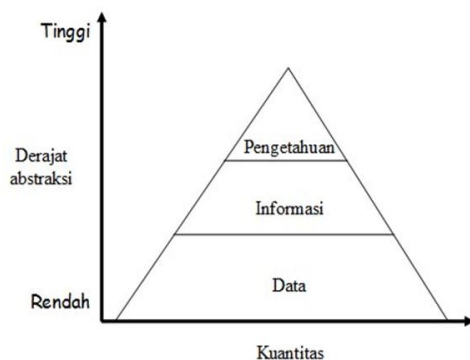 Tinggi
Pengetahuan
Derajat
abstraksi
Informasi
Data
Rendah
Kuantitas